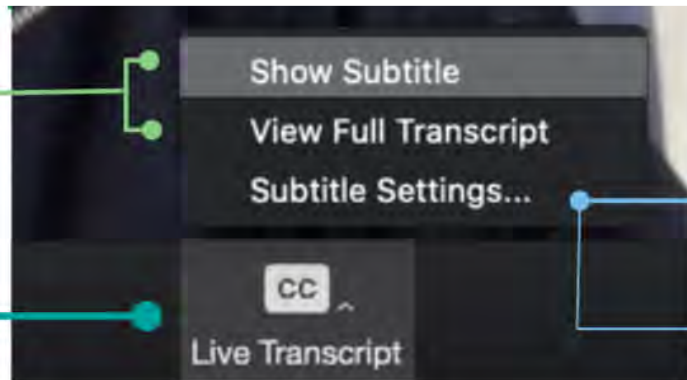 Show Subtitle
View Full Transcript
Subtitle Settings...
CC
Live Transcript